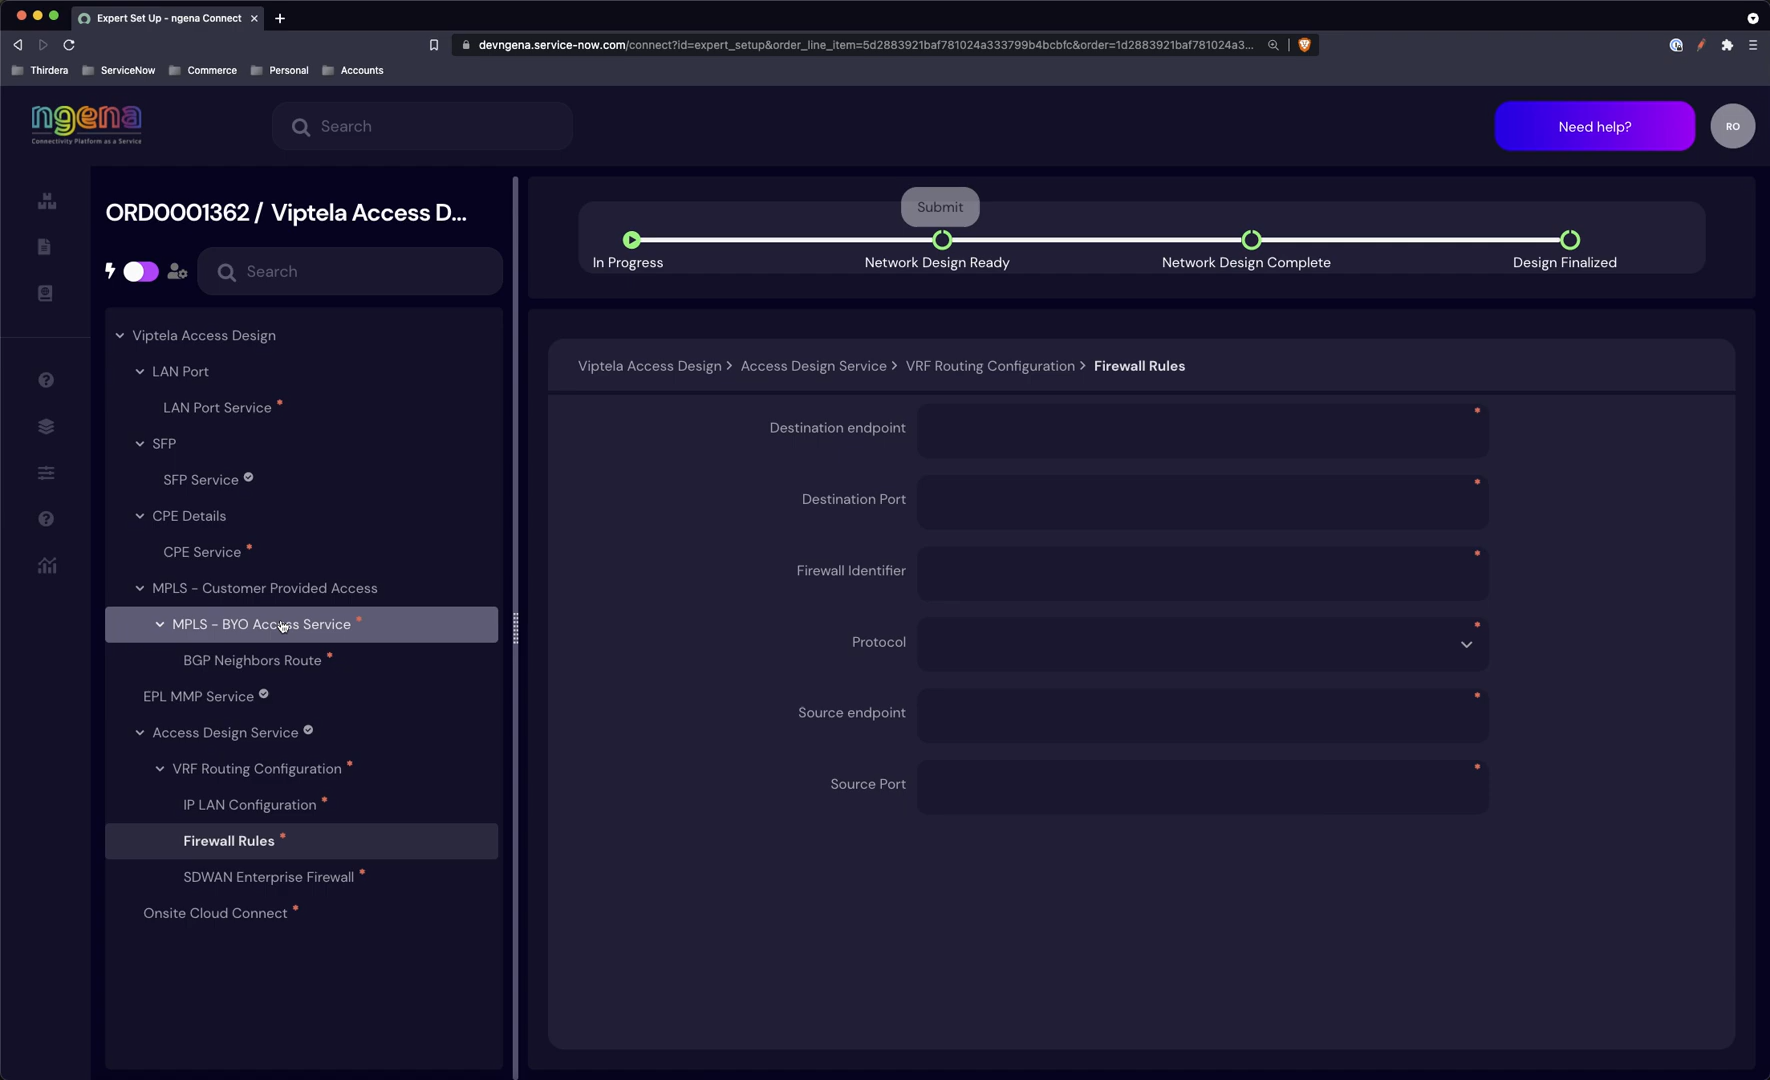 Expert Set Up - ngena Connect
devngena.service-now.com/connect?id=expert_setup&order_line_item=5d2883921baf781024a333799b4bcbfc&order=1d2883921baf781024a3...
Thirdera
ServiceNow
Commerce
Personal
Accounts
ngena
Connectivity Platform as a Service
Search
Need help?
RO
ORD0001362 / Viptela Access D...
Search
Submit
In Progress
Network Design Ready
Network Design Complete
Design Finalized
Viptela Access Design
LAN Port
LAN Port Service *
SFP
SFP Service
CPE Details
CPE Service *
MPLS - Customer Provided Access
MPLS - BYO Access Service *
BGP Neighbors Route *
EPL MMP Service
Access Design Service
VRF Routing Configuration *
IP LAN Configuration *
Firewall Rules *
SDWAN Enterprise Firewall *
Onsite Cloud Connect *
Viptela Access Design > Access Design Service > VRF Routing Configuration > Firewall Rules
Destination endpoint *
Destination Port *
Firewall Identifier *
Protocol *
Source endpoint *
Source Port *